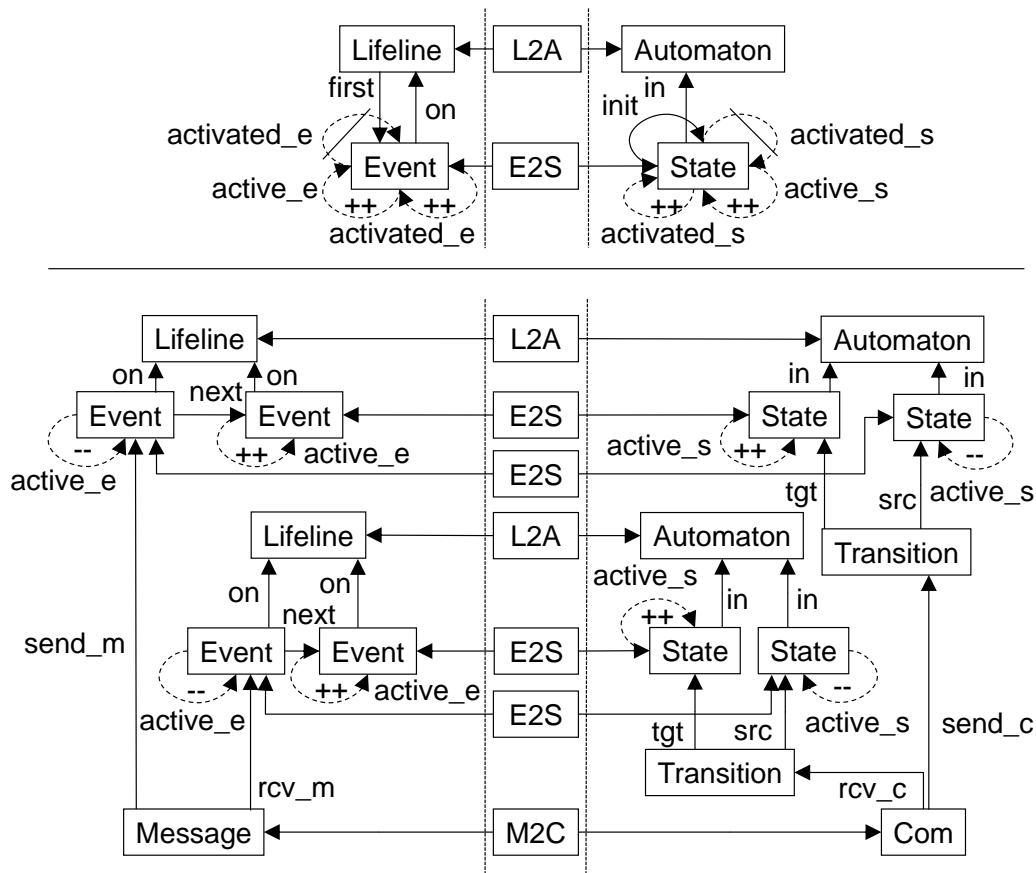 Lifeline L2A Automaton
first on in
init
activated_e activated_s
Event E2S State
active_e ++ ++ ++ ++ active_s
activated_e activated_s
Lifeline L2A Automaton
on next on in in
Event Event E2S State State
-- ++ active_e active_s ++ --
active_e E2S active_s
tgt src
Lifeline L2A Automaton Transition
on on active_s in in
next ++
send_m Event Event E2S State State
-- ++ active_e --
active_e E2S active_s send_c
tgt src
rcv_m Transition rcv_c
Message M2C Com